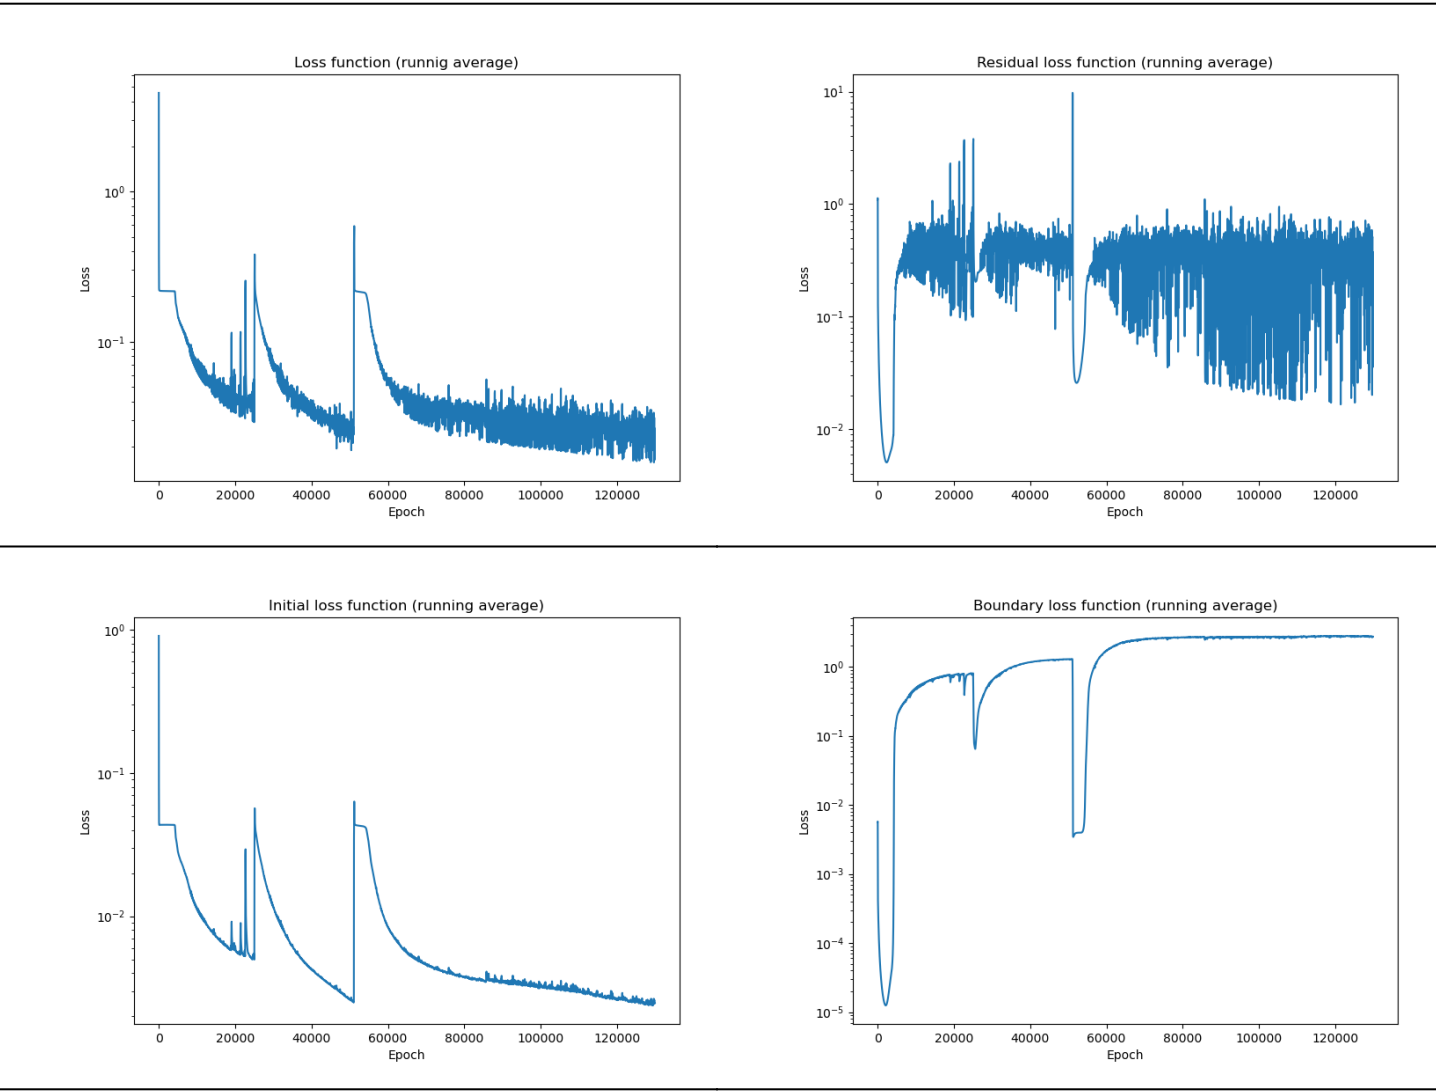 Loss function (runnig average)
Loss
10^0
10^-1
0 20000 40000 60000 80000 100000 120000
Epoch
Residual loss function (running average)
Loss
10^1
10^0
10^-1
10^-2
0 20000 40000 60000 80000 100000 120000
Epoch
Initial loss function (running average)
Loss
10^0
10^-1
10^-2
0 20000 40000 60000 80000 100000 120000
Epoch
Boundary loss function (running average)
Loss
10^0
10^-1
10^-2
10^-3
10^-4
10^-5
0 20000 40000 60000 80000 100000 120000
Epoch